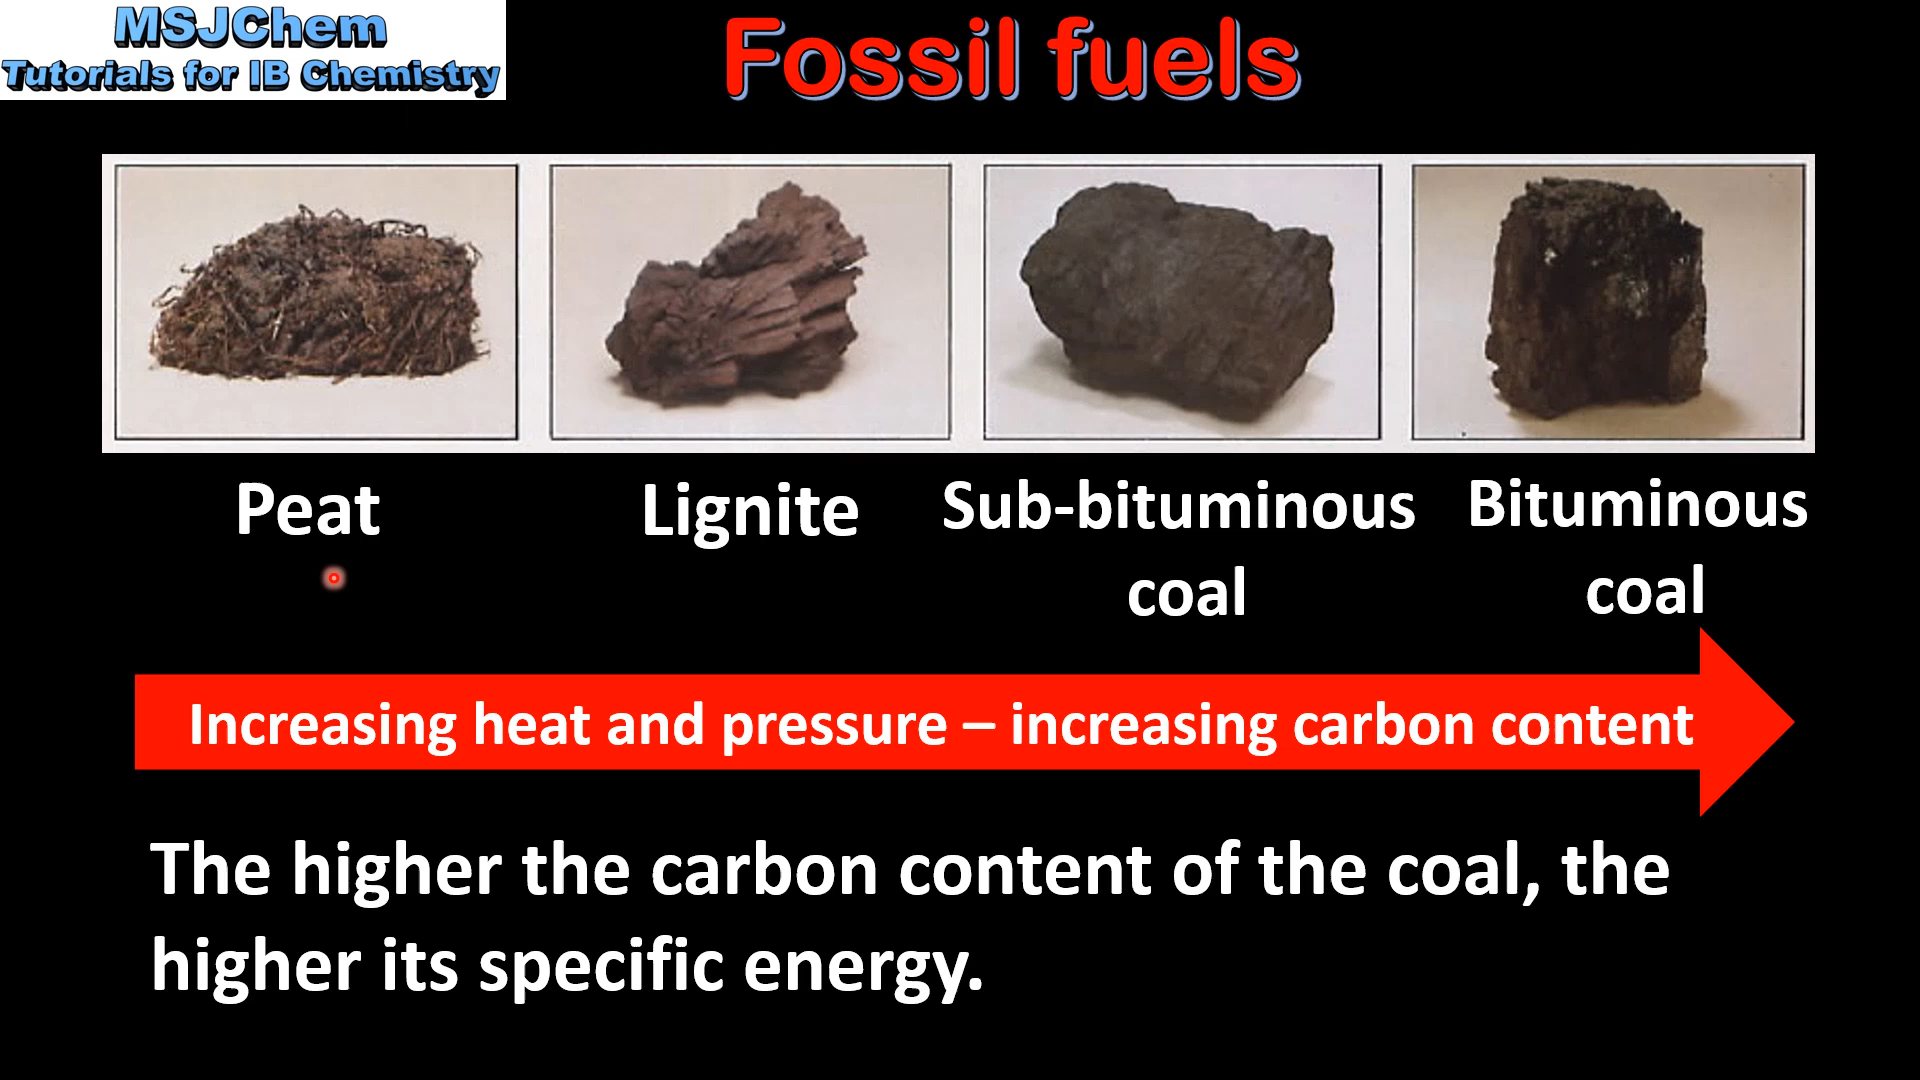 MSJChem
Tutorials for IB Chemistry
Fossil fuels
Peat
Lignite
Sub-bituminous
coal
Bituminous
coal
Increasing heat and pressure – increasing carbon content
The higher the carbon content of the coal, the
higher its specific energy.